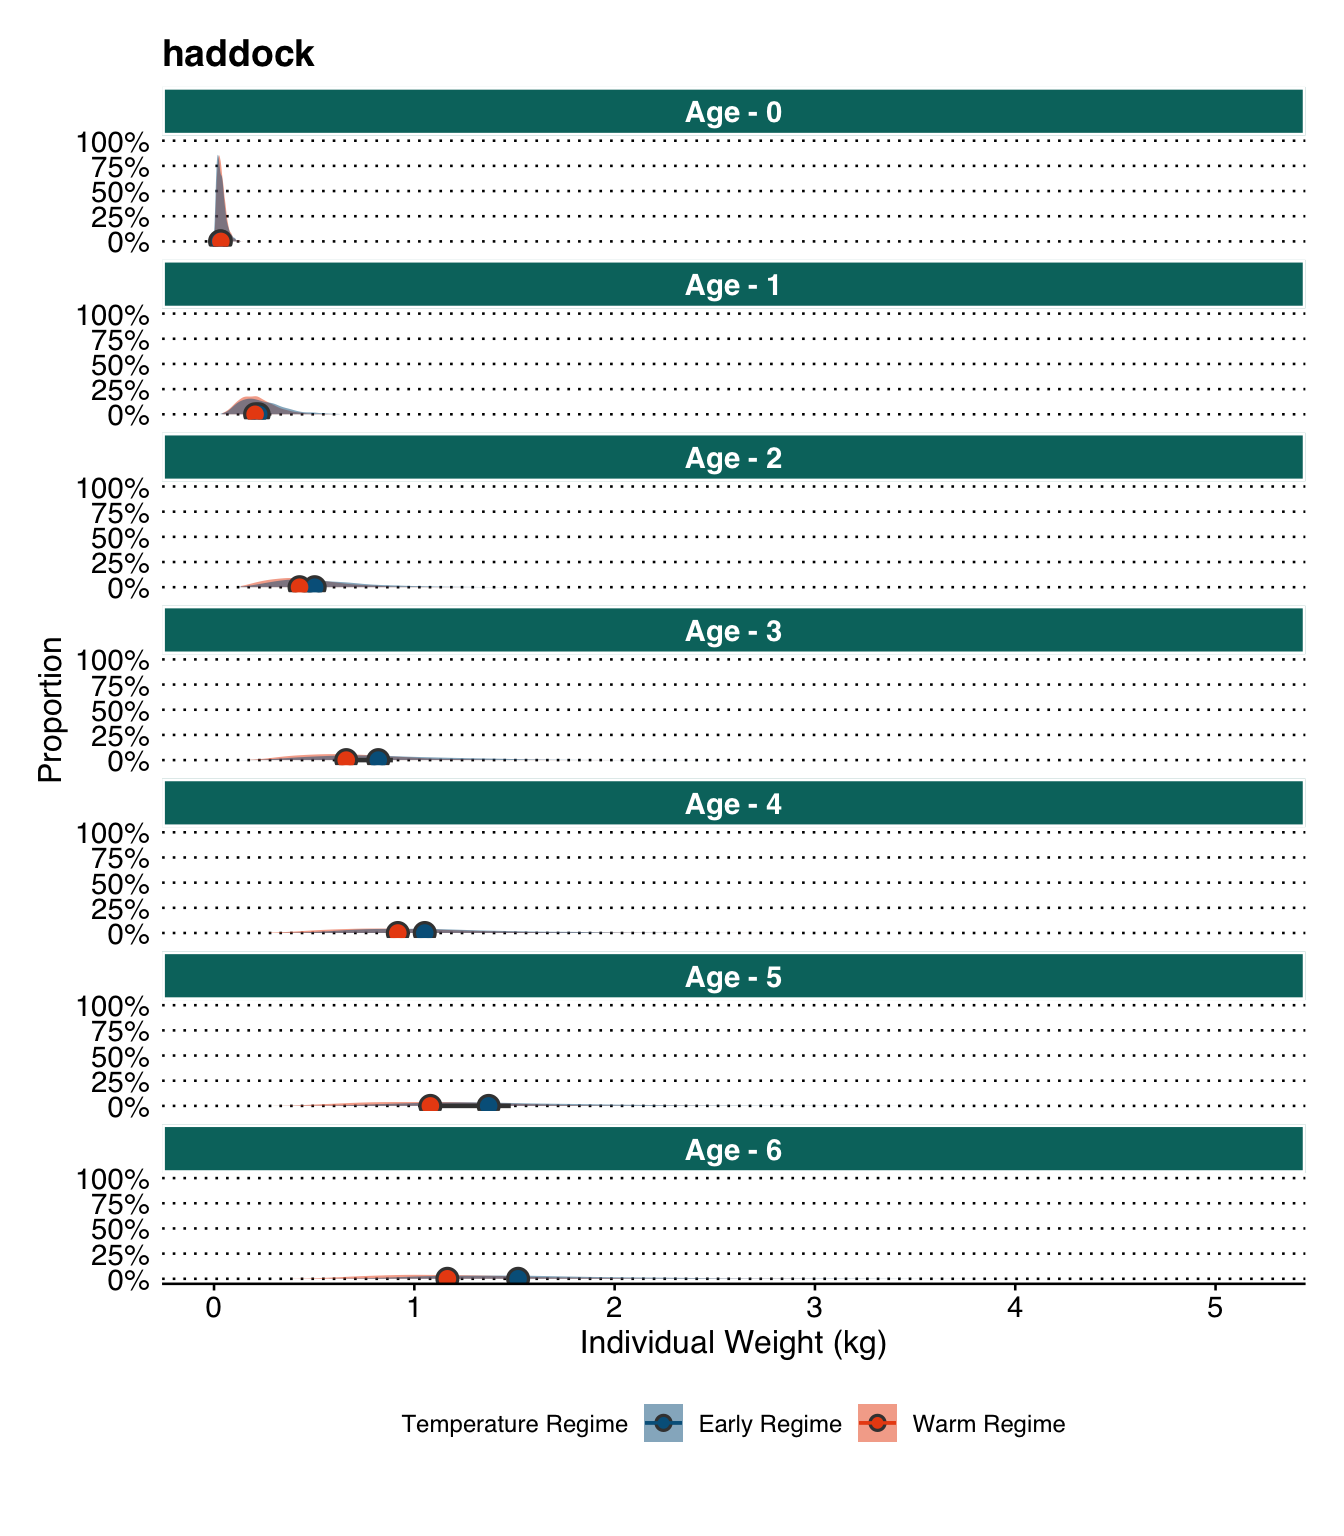 haddock
Age - 0
100%
75%
50%
25%
0%
Age - 1
100%
75%
50%
25%
0%
Age - 2
100%
75%
50%
25%
0%
Age - 3
100%
75%
50%
25%
0%
Age - 4
100%
75%
50%
25%
0%
Age - 5
100%
75%
50%
25%
0%
Age - 6
100%
75%
50%
25%
0%
Proportion
0 1 2 3 4 5
Individual Weight (kg)
Temperature Regime Early Regime Warm Regime